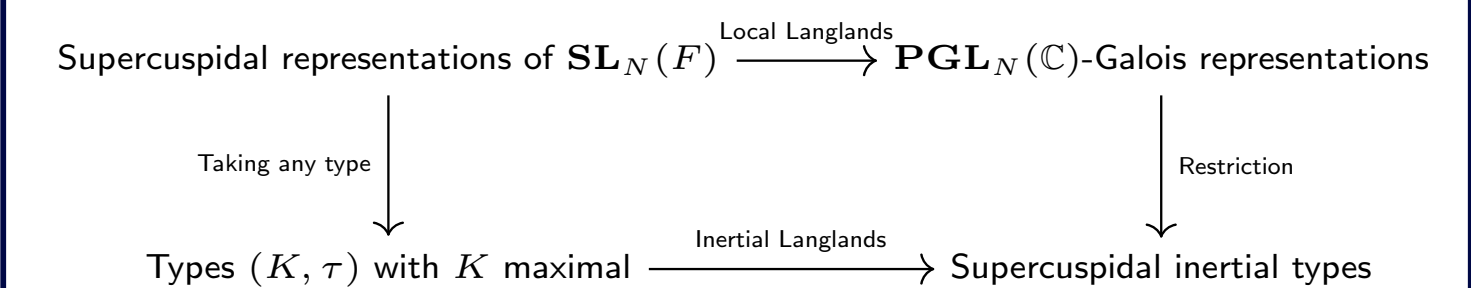 Local Langlands
Supercuspidal representations of SL_N(F) ⟶ PGL_N(ℂ)-Galois representations
Taking any type
Restriction
Inertial Langlands
Types (K, τ) with K maximal ⟶ Supercuspidal inertial types